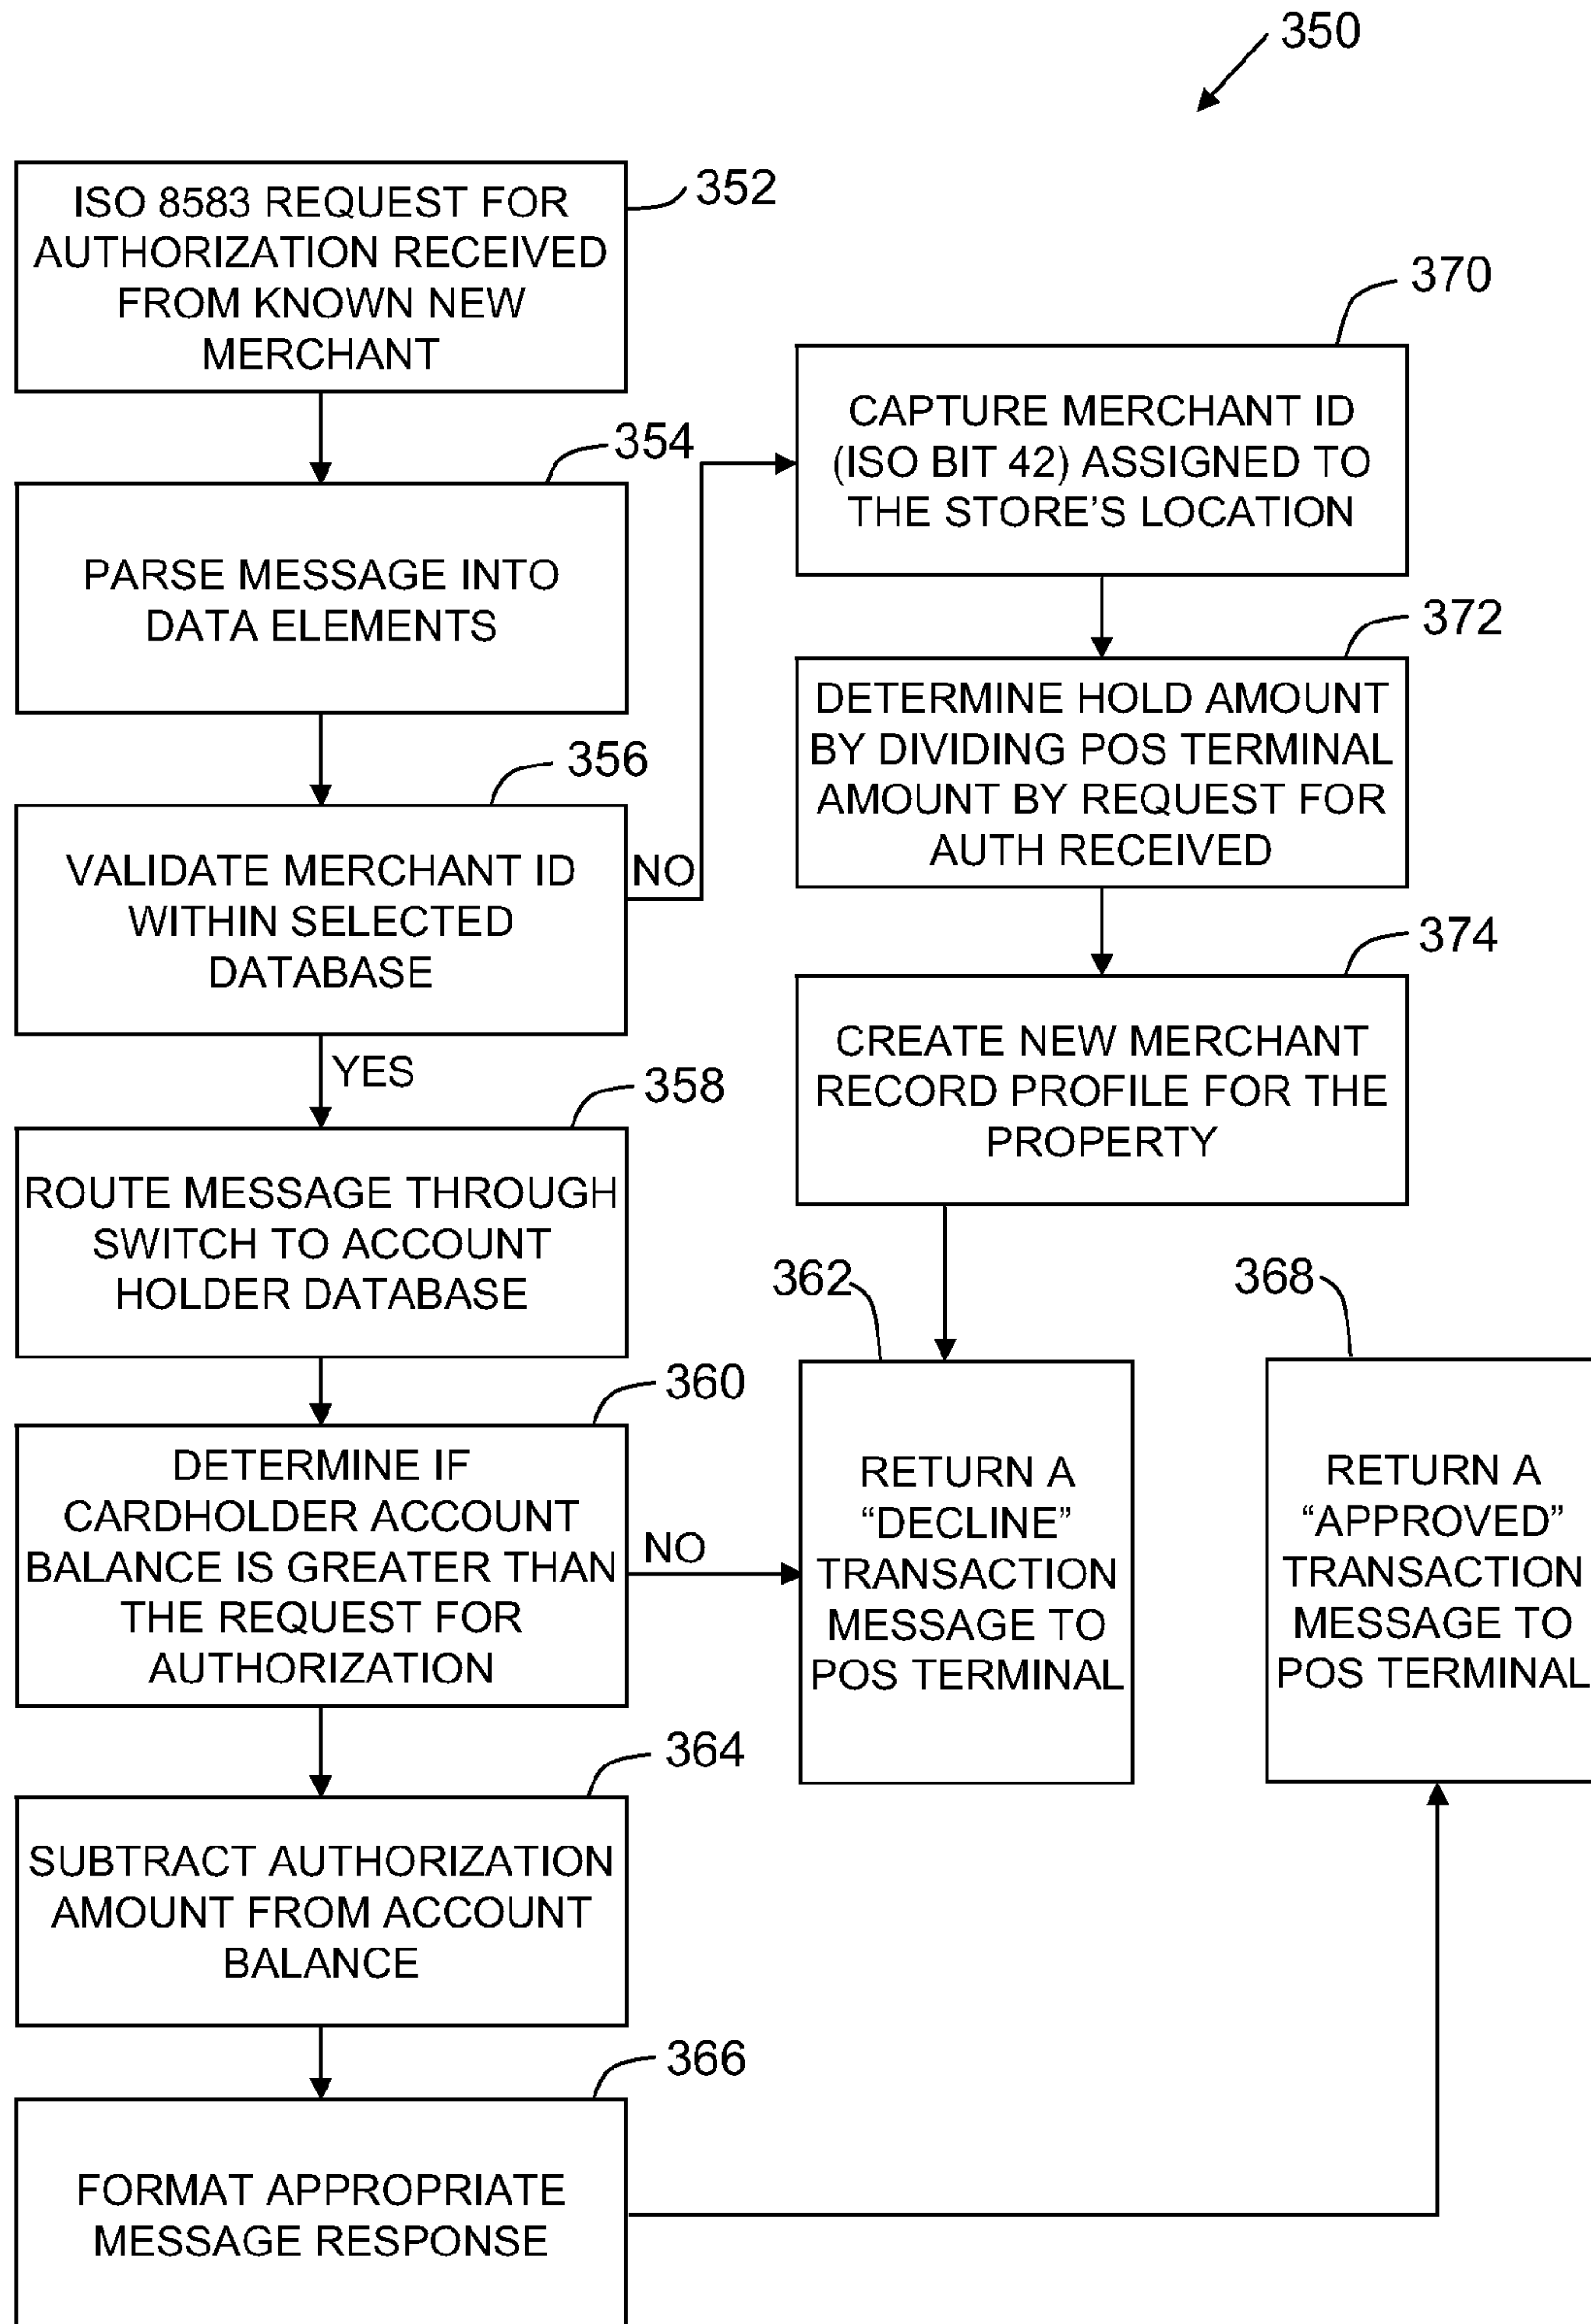 350
352
ISO 8583 REQUEST FOR
AUTHORIZATION RECEIVED
FROM KNOWN NEW
MERCHANT
354
PARSE MESSAGE INTO
DATA ELEMENTS
356
VALIDATE MERCHANT ID
WITHIN SELECTED
DATABASE
NO
YES
358
ROUTE MESSAGE THROUGH
SWITCH TO ACCOUNT
HOLDER DATABASE
360
DETERMINE IF
CARDHOLDER ACCOUNT
BALANCE IS GREATER THAN
THE REQUEST FOR
AUTHORIZATION
NO
364
SUBTRACT AUTHORIZATION
AMOUNT FROM ACCOUNT
BALANCE
366
FORMAT APPROPRIATE
MESSAGE RESPONSE
370
CAPTURE MERCHANT ID
(ISO BIT 42) ASSIGNED TO
THE STORE'S LOCATION
372
DETERMINE HOLD AMOUNT
BY DIVIDING POS TERMINAL
AMOUNT BY REQUEST FOR
AUTH RECEIVED
374
CREATE NEW MERCHANT
RECORD PROFILE FOR THE
PROPERTY
362
RETURN A
“DECLINE”
TRANSACTION
MESSAGE TO
POS TERMINAL
368
RETURN A
“APPROVED”
TRANSACTION
MESSAGE TO
POS TERMINAL